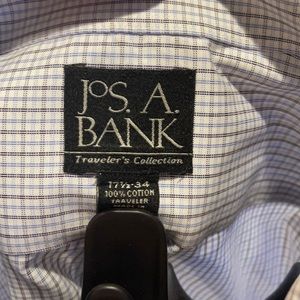 JOS. A.
BANK
Traveler's Collection
17½-34
100% COTTON
TRAVELER